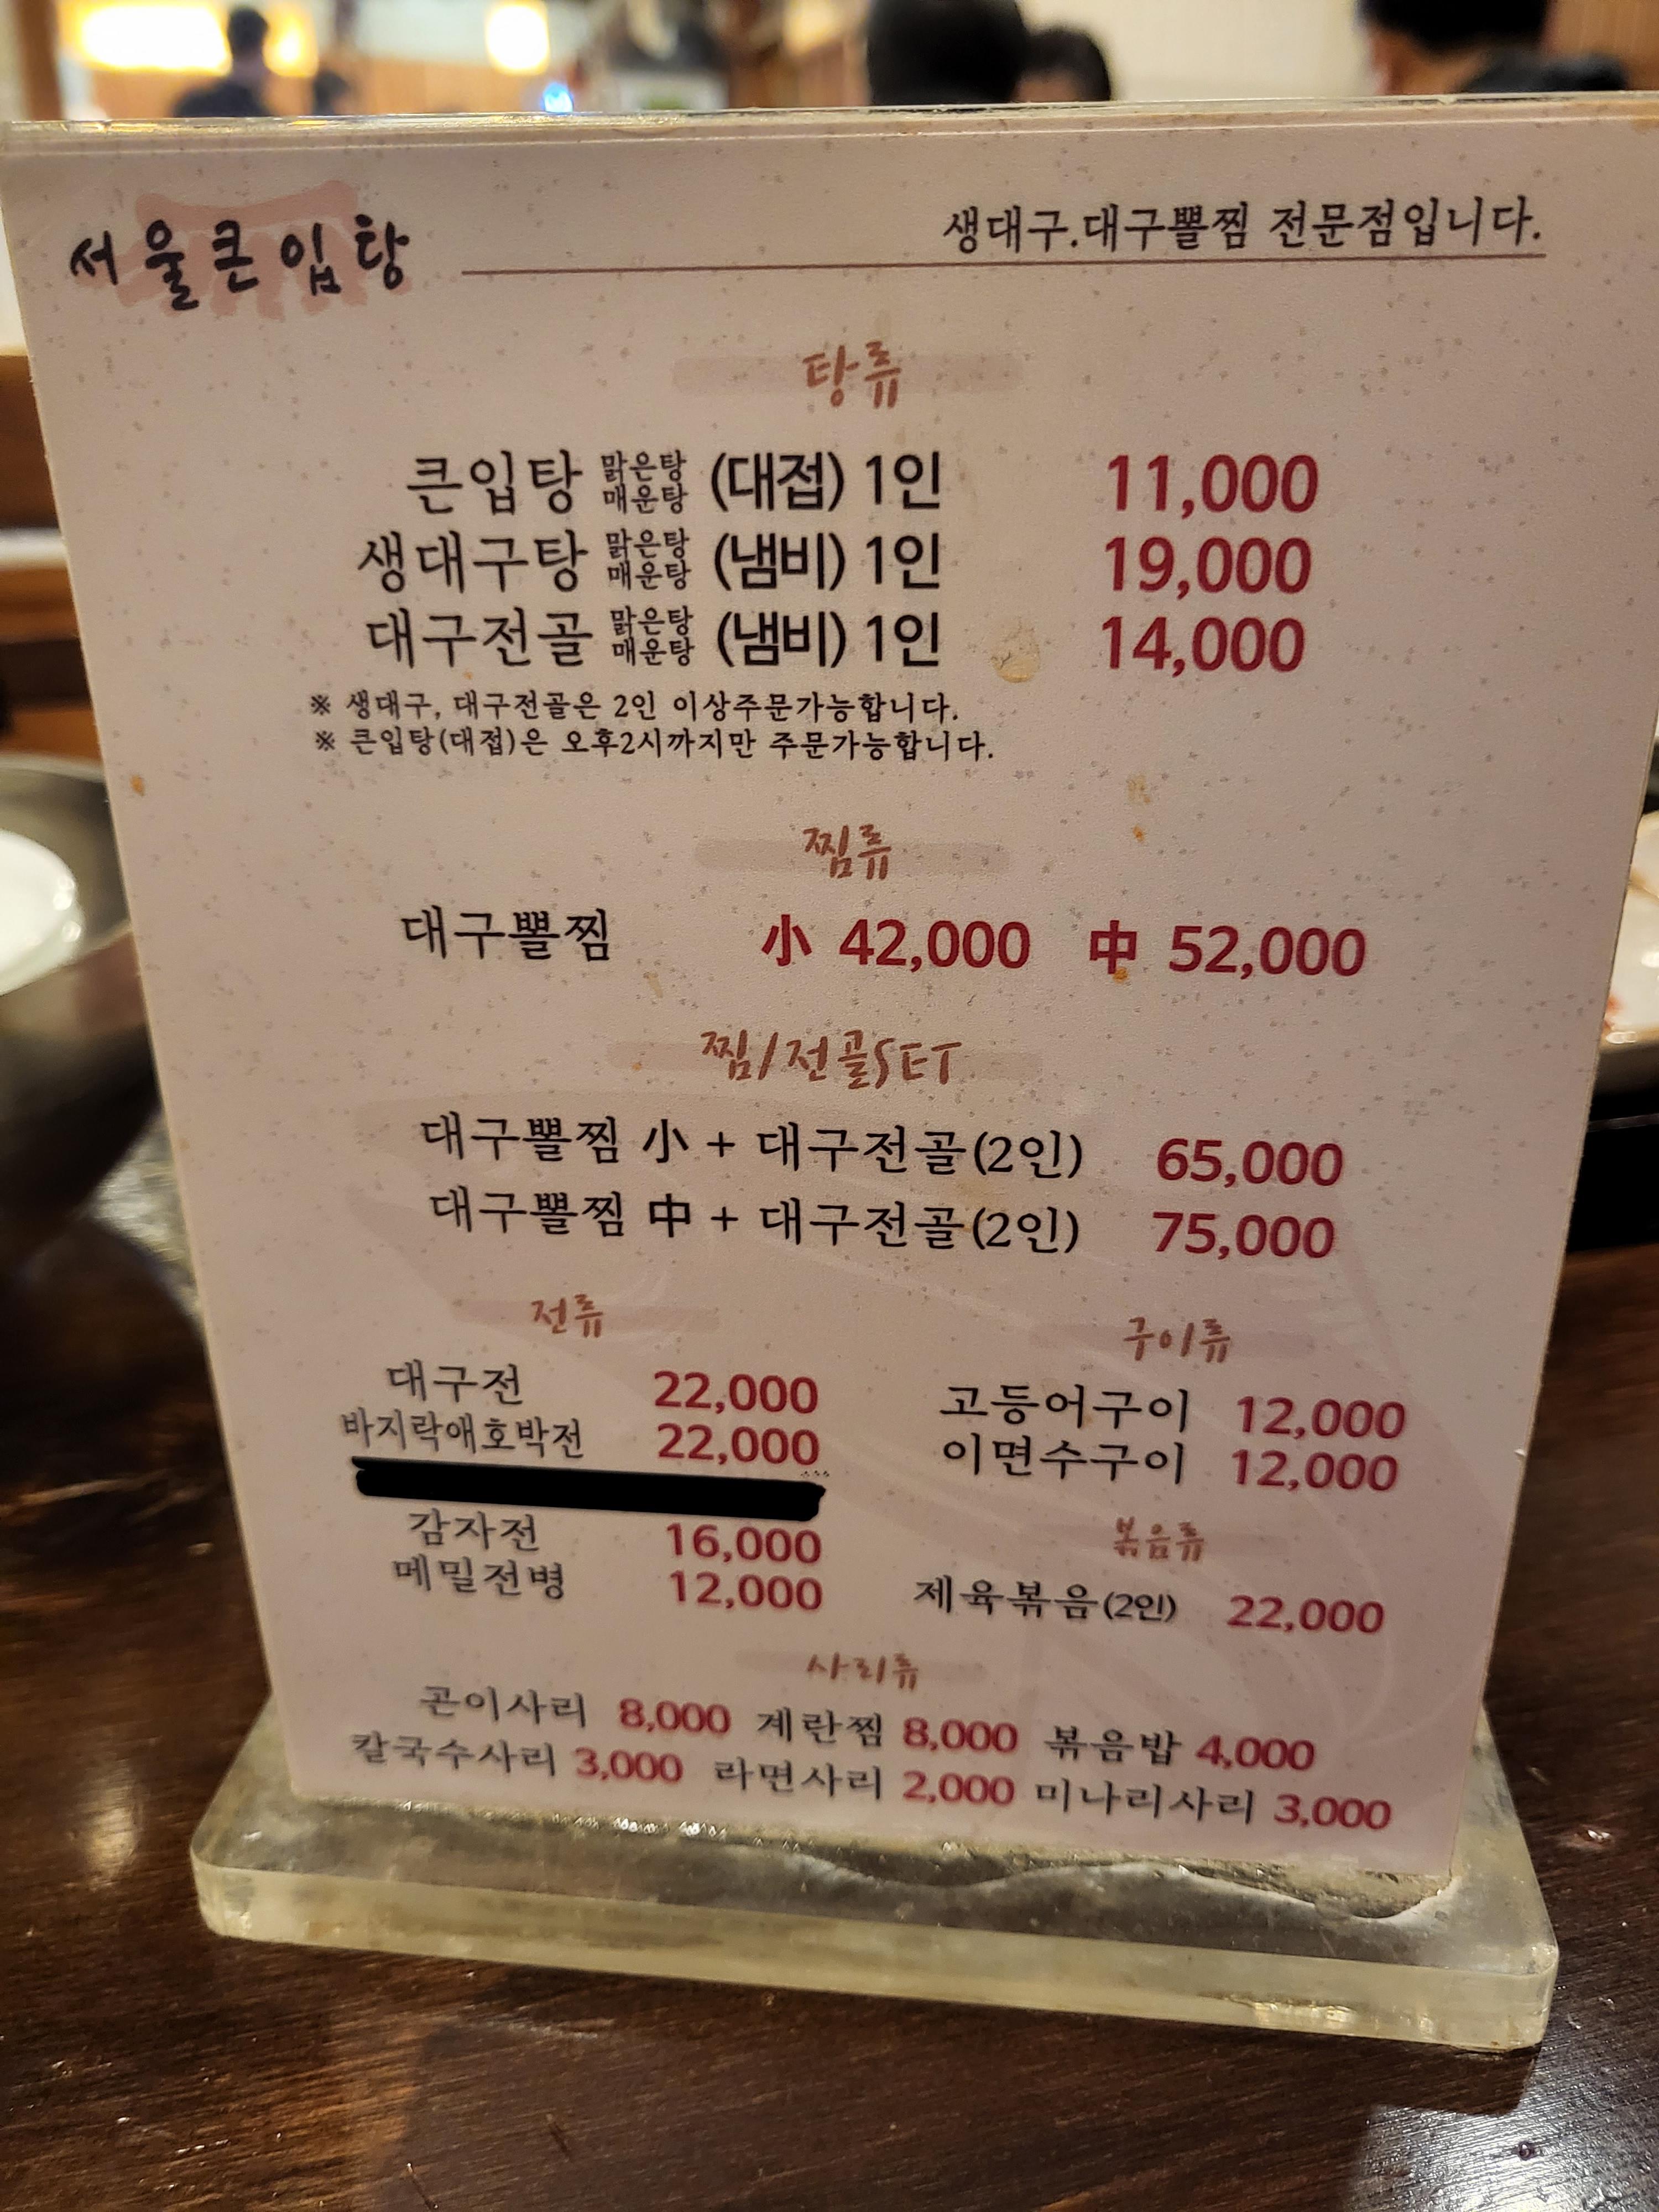 서울큰입탕
생대구.대구뽈찜 전문점입니다.
탕류
큰입탕 맑은탕 매운탕 (대접) 1인 11,000
생대구탕 맑은탕 매운탕 (냄비) 1인 19,000
대구전골 맑은탕 매운탕 (냄비) 1인 14,000
※ 생대구, 대구전골은 2인 이상주문가능합니다.
※ 큰입탕(대접)은 오후2시까지만 주문가능합니다.
찜류
대구뽈찜 小 42,000 中 52,000
찜/전골SET
대구뽈찜 小 + 대구전골(2인) 65,000
대구뽈찜 中 + 대구전골(2인) 75,000
전류
대구전 22,000
바지락애호박전 22,000
감자전 16,000
메밀전병 12,000
구이류
고등어구이 12,000
이면수구이 12,000
볶음류
제육볶음(2인) 22,000
사리류
곤이사리 8,000 계란찜 8,000 볶음밥 4,000
칼국수사리 3,000 라면사리 2,000 미나리사리 3,000